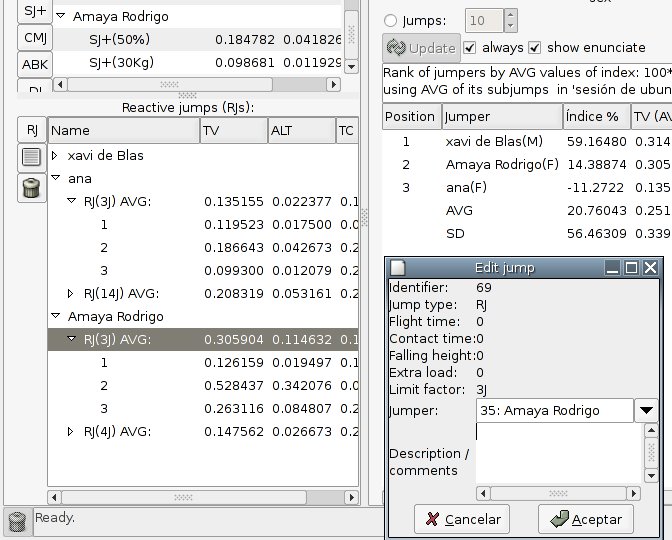 SJ+
CMJ
ABK
Amaya Rodrigo
SJ+(50%) 0.184782 0.041826
SJ+(30Kg) 0.098681 0.011929
Reactive jumps (RJs):
RJ
Name TV ALT TC
xavi de Blas
ana
RJ(3J) AVG: 0.135155 0.022377 0.1
1 0.119523 0.017500 0.0
2 0.186643 0.042673 0.2
3 0.099300 0.012079 0.2
RJ(14J) AVG: 0.208319 0.053161 0.2
Amaya Rodrigo
RJ(3J) AVG: 0.305904 0.114632 0.1
1 0.126159 0.019497 0.1
2 0.528437 0.342076 0.0
3 0.263116 0.084807 0.2
RJ(4J) AVG: 0.147562 0.026673 0.2
Ready.
Jumps: 10
Update always show enunciate
Rank of jumpers by AVG values of index: 100*
using AVG of its subjumps in 'sesión de ubun
Position Jumper Índice % TV (AV
1 xavi de Blas(M) 59.16480 0.314
2 Amaya Rodrigo(F) 14.38874 0.305
3 ana(F) -11.2722 0.135
AVG 20.76043 0.251
SD 56.46309 0.339
Edit jump
Identifier: 69
Jump type: RJ
Flight time: 0
Contact time:0
Falling height:0
Extra load: 0
Limit factor: 3J
Jumper: 35: Amaya Rodrigo
Description /
comments
Cancelar Aceptar